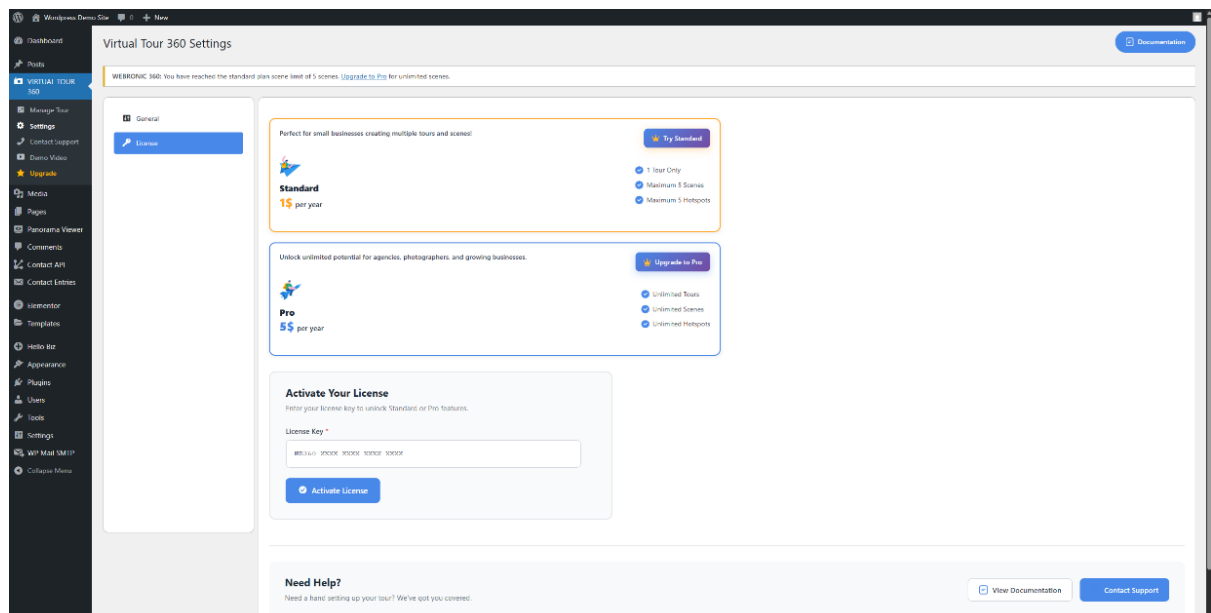 Wordpress Demo Site 0 New
Dashboard
Posts
VIRTUAL TOUR
360
Manage Tour
Settings
Contact Support
Demo Video
Upgrade
Media
Pages
Panorama Viewer
Comments
Contact API
Contact Entries
Elementor
Templates
Hello Biz
Appearance
Plugins
Users
Tools
Settings
WP Mail SMTP
Collapse Menu
Virtual Tour 360 Settings
Documentation
WEBRONIC 360: You have reached the standard plan scene limit of 5 scenes. Upgrade to Pro for unlimited scenes.
General
License
Perfect for small businesses creating multiple tours and scenes!
Try Standard
Standard
1$ per year
1 Tour Only
Maximum 5 Scenes
Maximum 5 Hotspots
Unlock unlimited potential for agencies, photographers, and growing businesses.
Upgrade to Pro
Pro
5$ per year
Unlimited Tours
Unlimited Scenes
Unlimited Hotspots
Activate Your License
Enter your license key to unlock Standard or Pro features.
License Key *
XXXX XXXX XXXX XXXX
Activate License
Need Help?
Need a hand setting up your tour? We've got you covered.
View Documentation
Contact Support